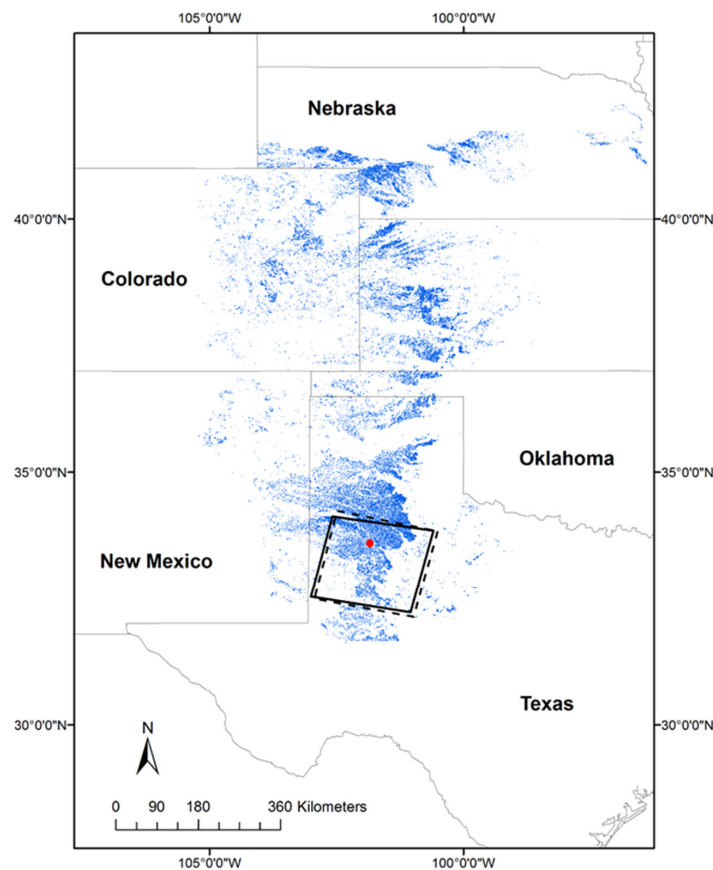 105°0'0"W 100°0'0"W
Nebraska
40°0'0"N 40°0'0"N
Colorado
35°0'0"N 35°0'0"N
Oklahoma
New Mexico
Texas
30°0'0"N 30°0'0"N
N
0 90 180 360 Kilometers
105°0'0"W 100°0'0"W